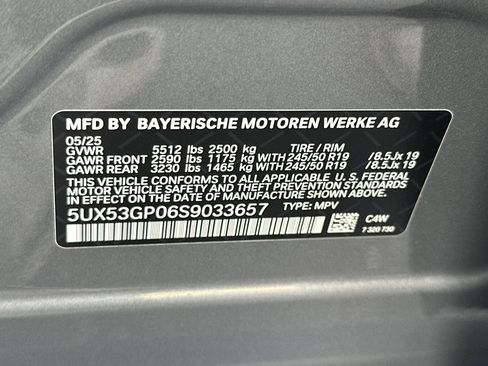 MFD BY BAYERISCHE MOTOREN WERKE AG
05/25
GVWR 5512 lbs 2500 kg TIRE / RIM
GAWR FRONT 2590 lbs 1175 kg WITH 245/50 R19 / 8.5Jx 19
GAWR REAR 3230 lbs 1465 kg WITH 245/50 R19 / 8.5Jx 19
THIS VEHICLE CONFORMS TO ALL APPLICABLE U. S. FEDERAL
MOTOR VEHICLE SAFETY AND THEFT PREVENTION STANDARDS
IN EFFECT ON THE DATE OF MANUFACTURE SHOWN ABOVE.
5UX53GP06S9033657 TYPE: MPV
C4W
7 320 730